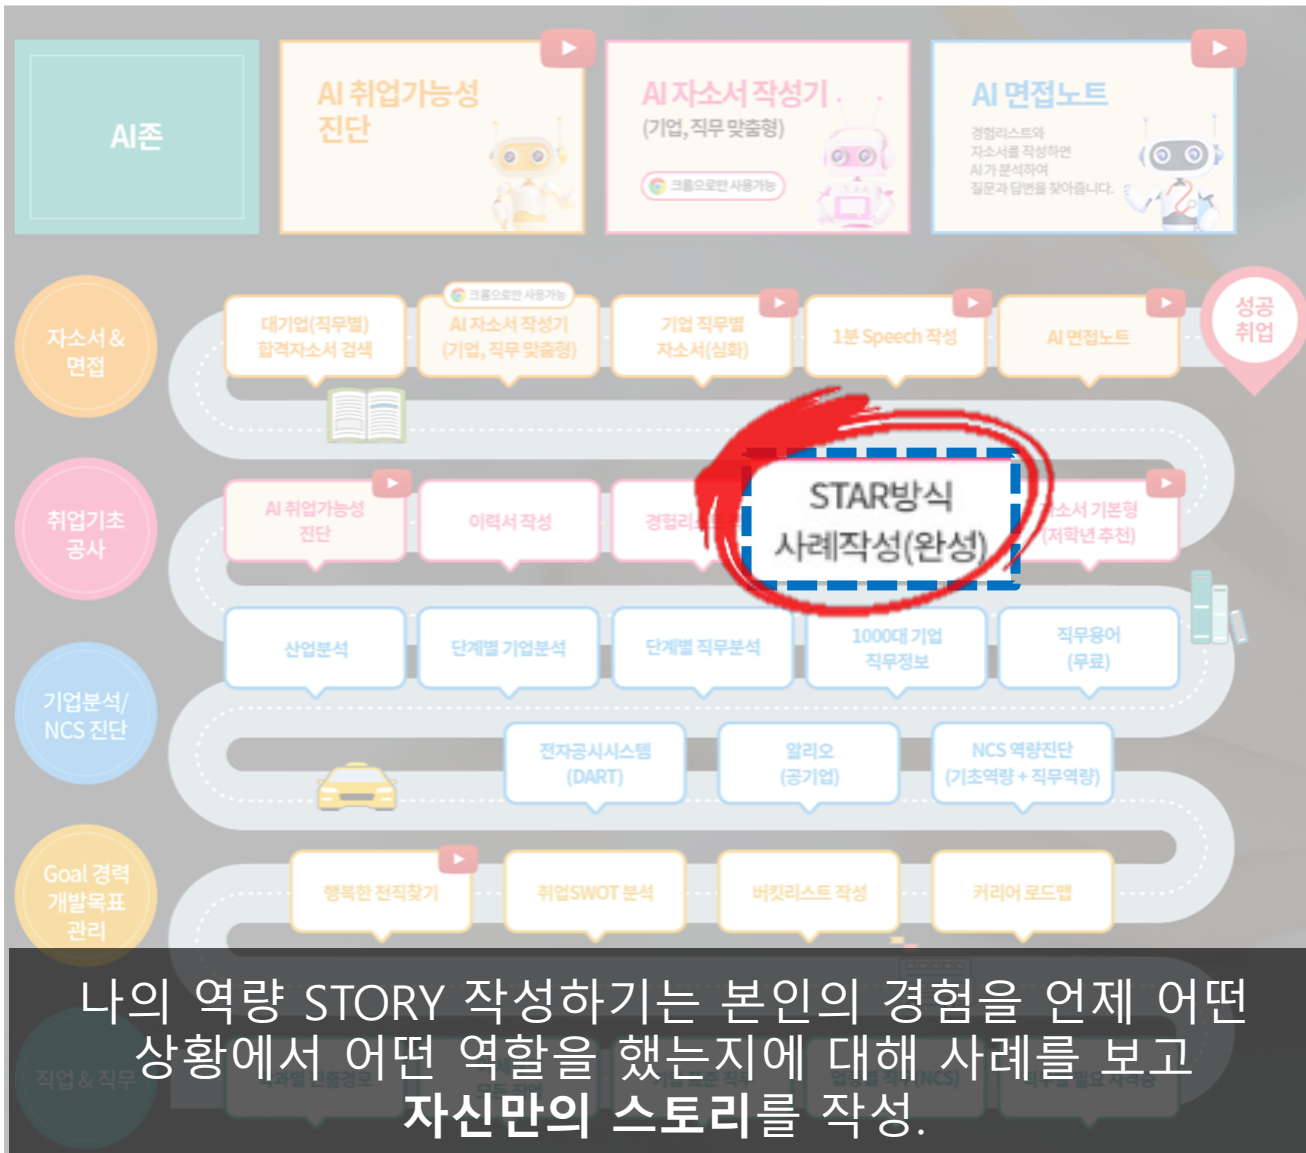 AI존
AI 취업가능성
진단
AI 자소서 작성기
(기업, 직무 맞춤형)
크롬으로만 사용가능
AI 면접노트
경험리스트와
자소서를 작성하면
AI가 분석하여
질문과 답변을 찾아줍니다.
자소서 &
면접
대기업(직무별)
합격자소서 검색
크롬으로만 사용가능
AI 자소서 작성기
(기업, 직무 맞춤형)
기업 직무별
자소서(심화)
1분 Speech 작성
AI 면접노트
성공
취업
취업기초
공사
AI 취업가능성
진단
이력서 작성
경험리
STAR방식
사례작성(완성)
자소서 기본형
(저학년 추천)
산업분석
단계별 기업분석
단계별 직무분석
1000대 기업
직무정보
직무용어
(무료)
기업분석/
NCS 진단
전자공시시스템
(DART)
알리오
(공기업)
NCS 역량진단
(기초역량 + 직무역량)
Goal 경력
개발목표
관리
행복한 천직찾기
취업SWOT 분석
버킷리스트 작성
커리어 로드맵
직업 & 직무
나의 역량 STORY 작성하기는 본인의 경험을 언제 어떤
상황에서 어떤 역할을 했는지에 대해 사례를 보고
자신만의 스토리를 작성.